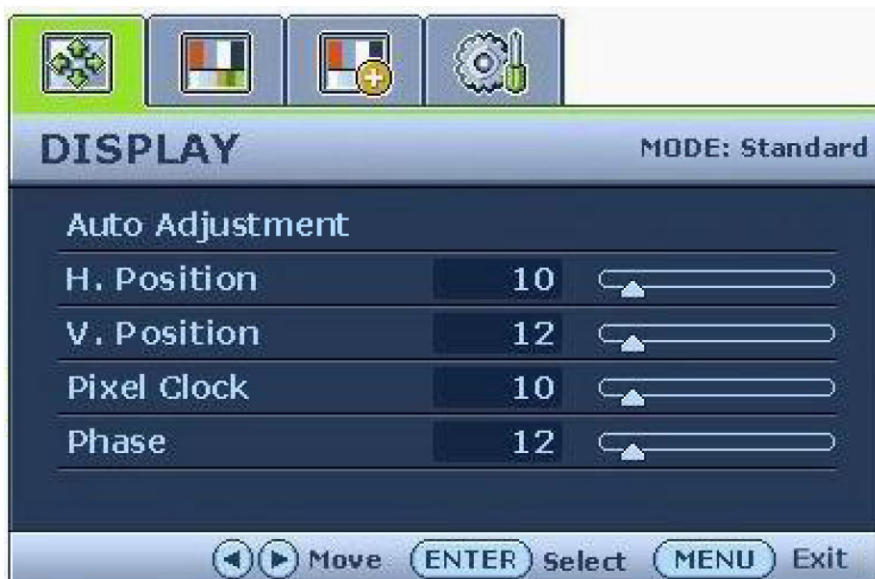 DISPLAY MODE: Standard
Auto Adjustment
H. Position 10
V. Position 12
Pixel Clock 10
Phase 12
Move ENTER Select MENU Exit